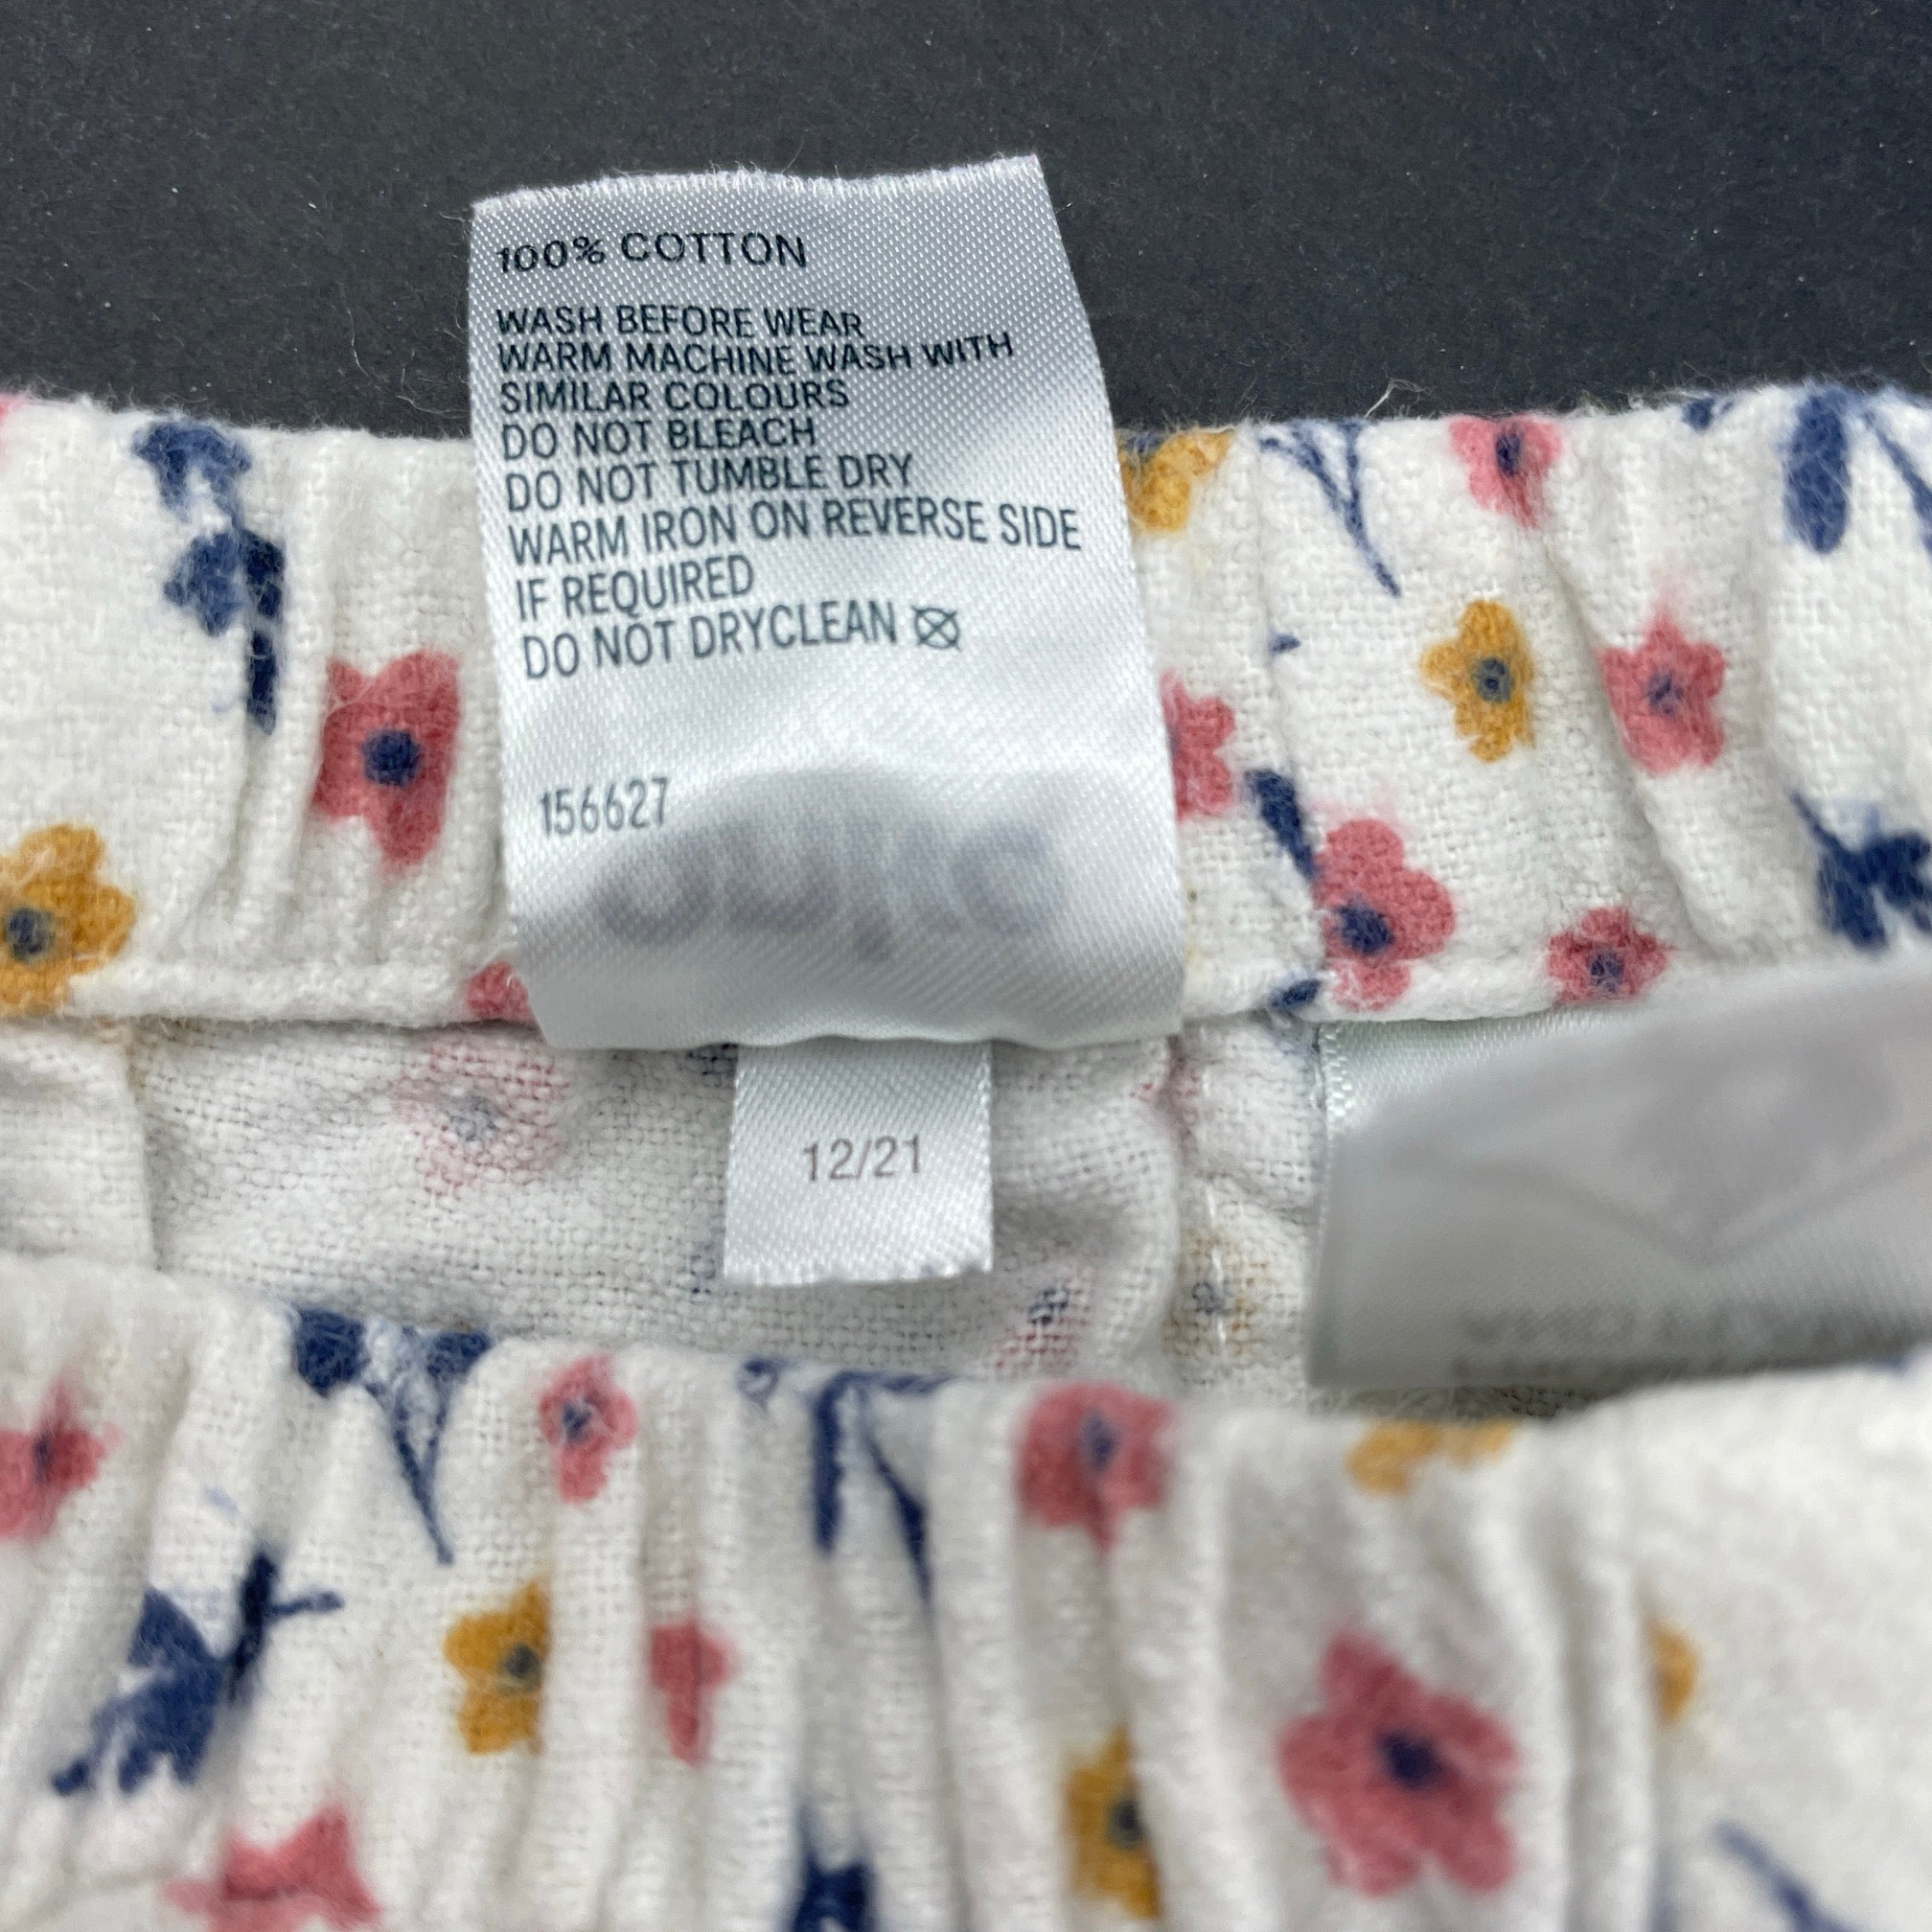 100% COTTON
WASH BEFORE WEAR
WARM MACHINE WASH WITH
SIMILAR COLOURS
DO NOT BLEACH
DO NOT TUMBLE DRY
WARM IRON ON REVERSE SIDE
IF REQUIRED
DO NOT DRYCLEAN
156627
12/21